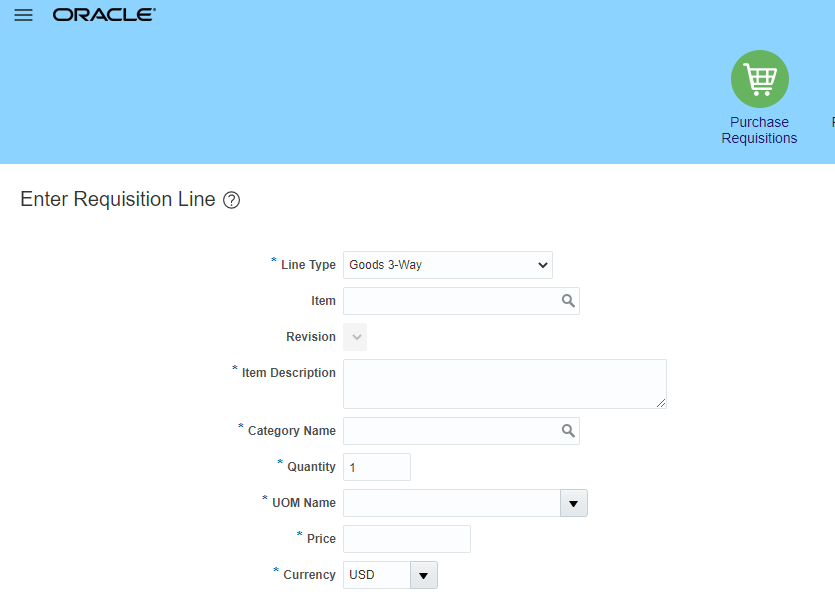 ORACLE®
Purchase
Requisitions
Enter Requisition Line ?
* Line Type Goods 3-Way
Item
Revision
* Item Description
* Category Name
* Quantity 1
* UOM Name
* Price
* Currency USD